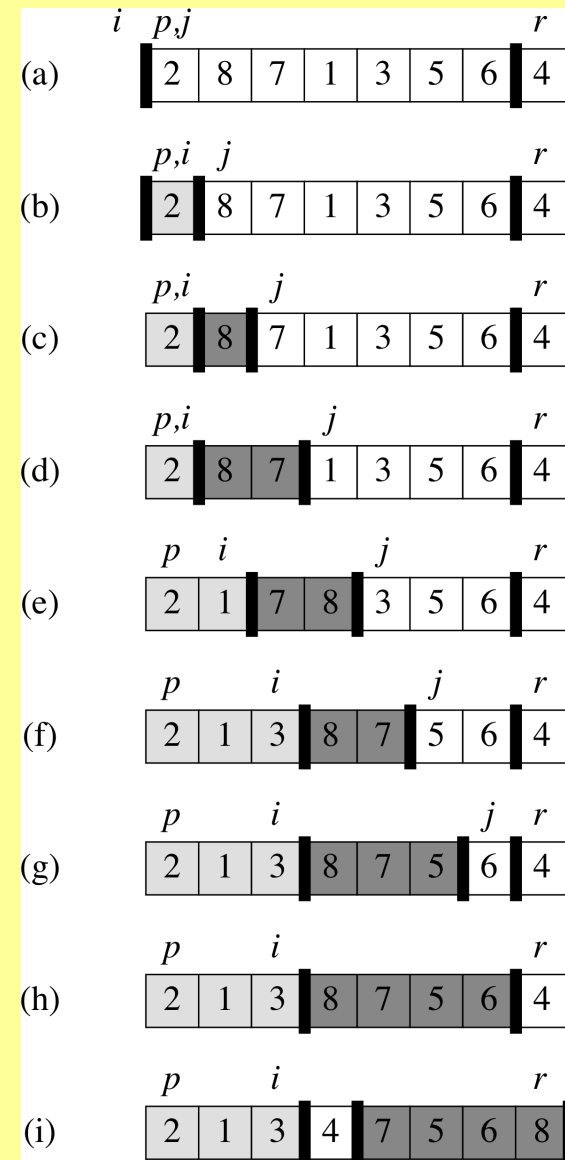 i p,j r
(a) 2 8 7 1 3 5 6 4
p,i j r
(b) 2 8 7 1 3 5 6 4
p,i j r
(c) 2 8 7 1 3 5 6 4
p,i j r
(d) 2 8 7 1 3 5 6 4
p i j r
(e) 2 1 7 8 3 5 6 4
p i j r
(f) 2 1 3 8 7 5 6 4
p i j r
(g) 2 1 3 8 7 5 6 4
p i r
(h) 2 1 3 8 7 5 6 4
p i r
(i) 2 1 3 4 7 5 6 8